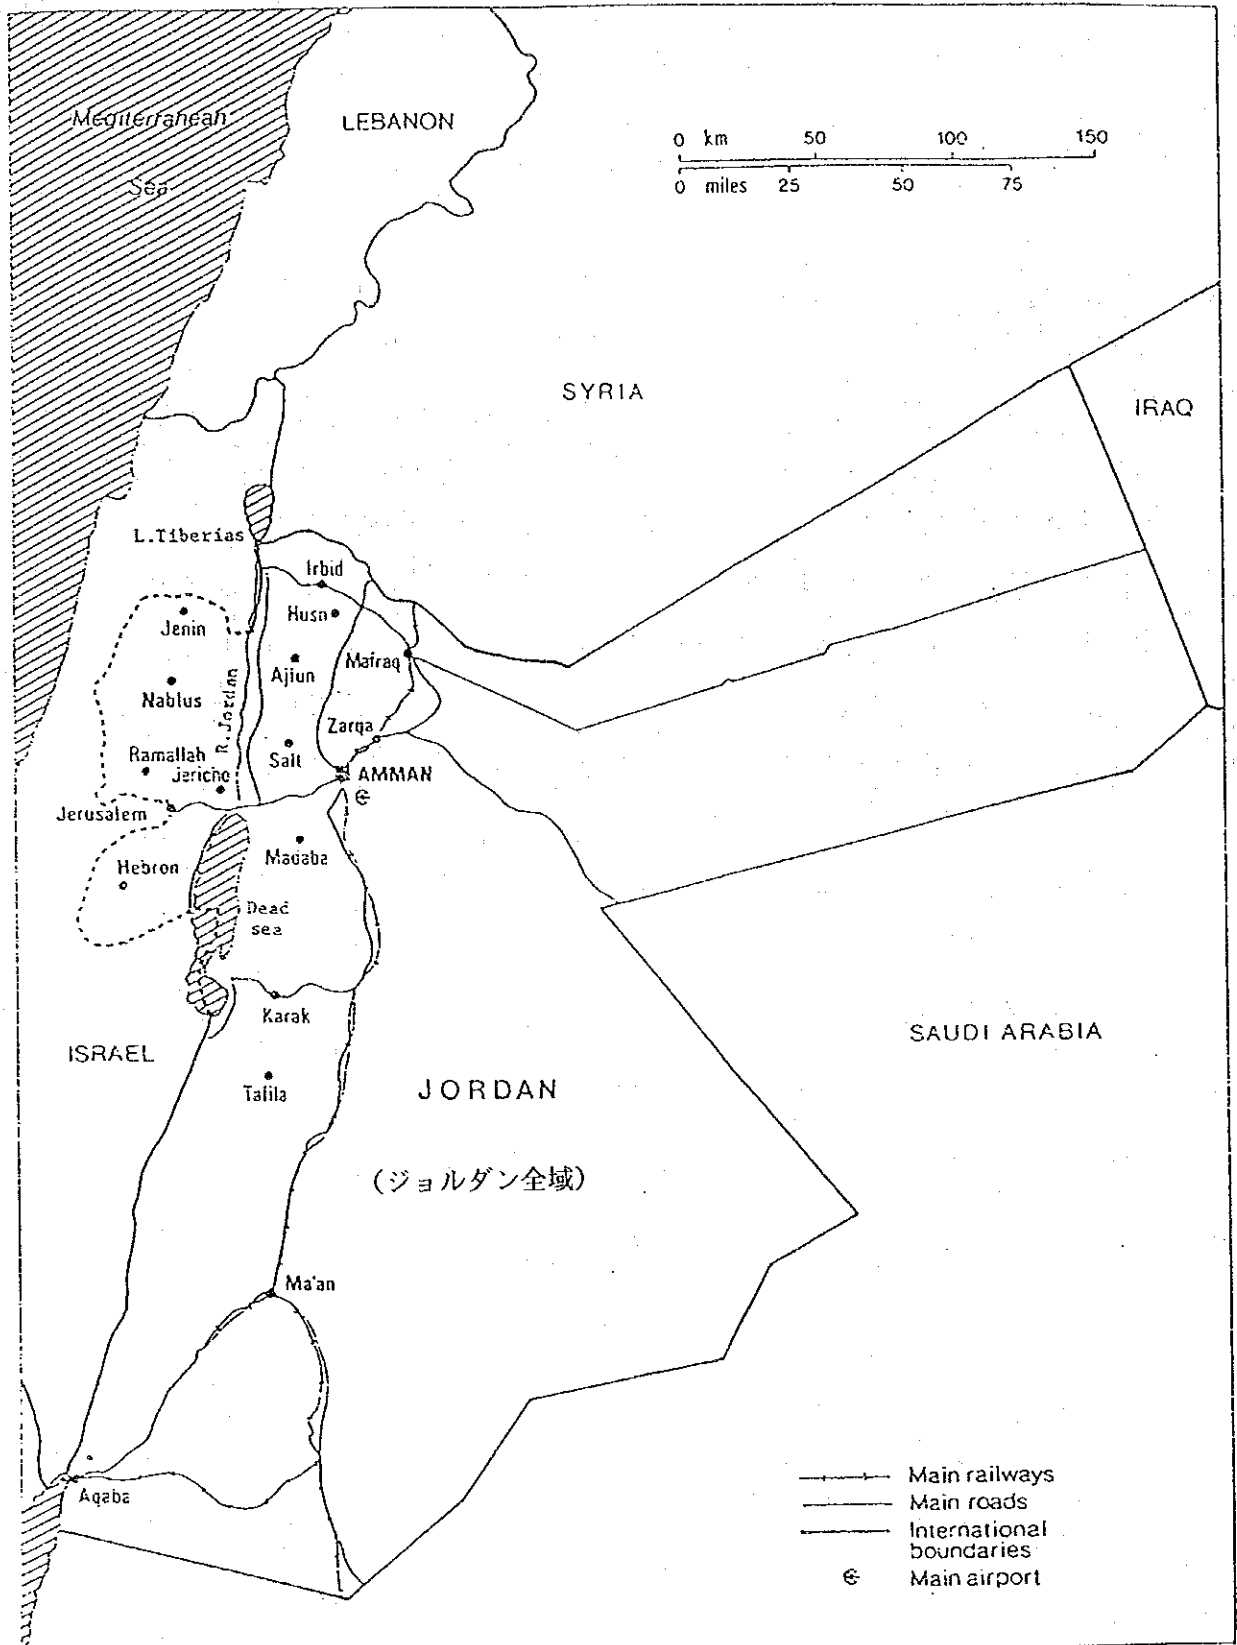 Mediterranean
Sea
LEBANON
0 km 50 100 150
0 miles 25 50 75
SYRIA
IRAQ
L.Tiberias
Irbid
Husn
Jenin
Ajlun
Mafraq
Nablus
R. Jordan
Zarqa
Ramallah
Salt
Jericho
AMMAN
Jerusalem
Madaba
Hebron
Dead
sea
Karak
ISRAEL
SAUDI ARABIA
Tafila
JORDAN
(ジョルダン全域)
Ma'an
Aqaba
Main railways
Main roads
International
boundaries
Main airport